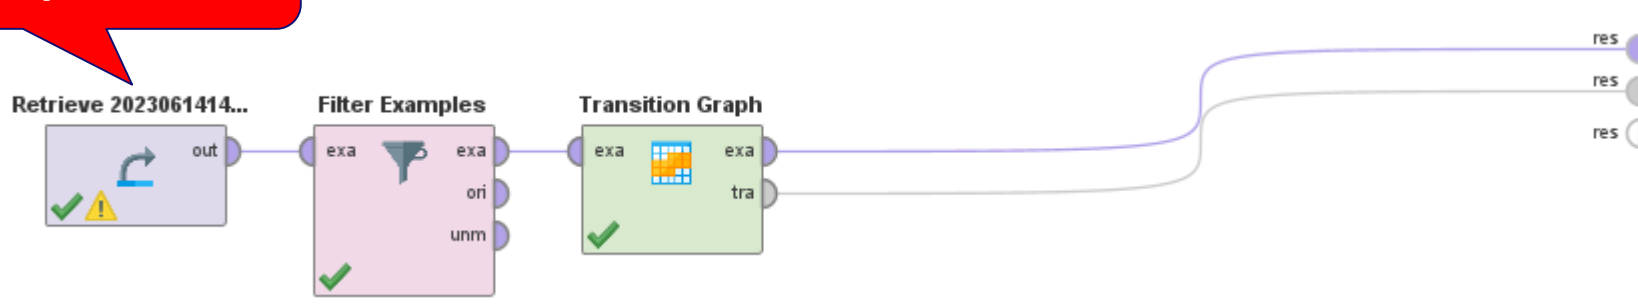 res
res
Retrieve 2023061414...
Filter Examples
Transition Graph
out
exa
exa
exa
exa
ori
tra
unm
res